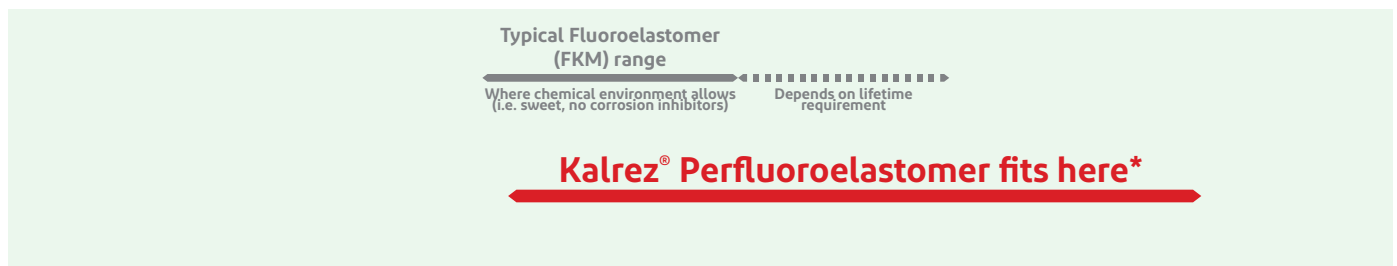 Typical Fluoroelastomer
(FKM) range
Where chemical environment allows
(i.e. sweet, no corrosion inhibitors)
Depends on lifetime
requirement
Kalrez® Perfluoroelastomer fits here*